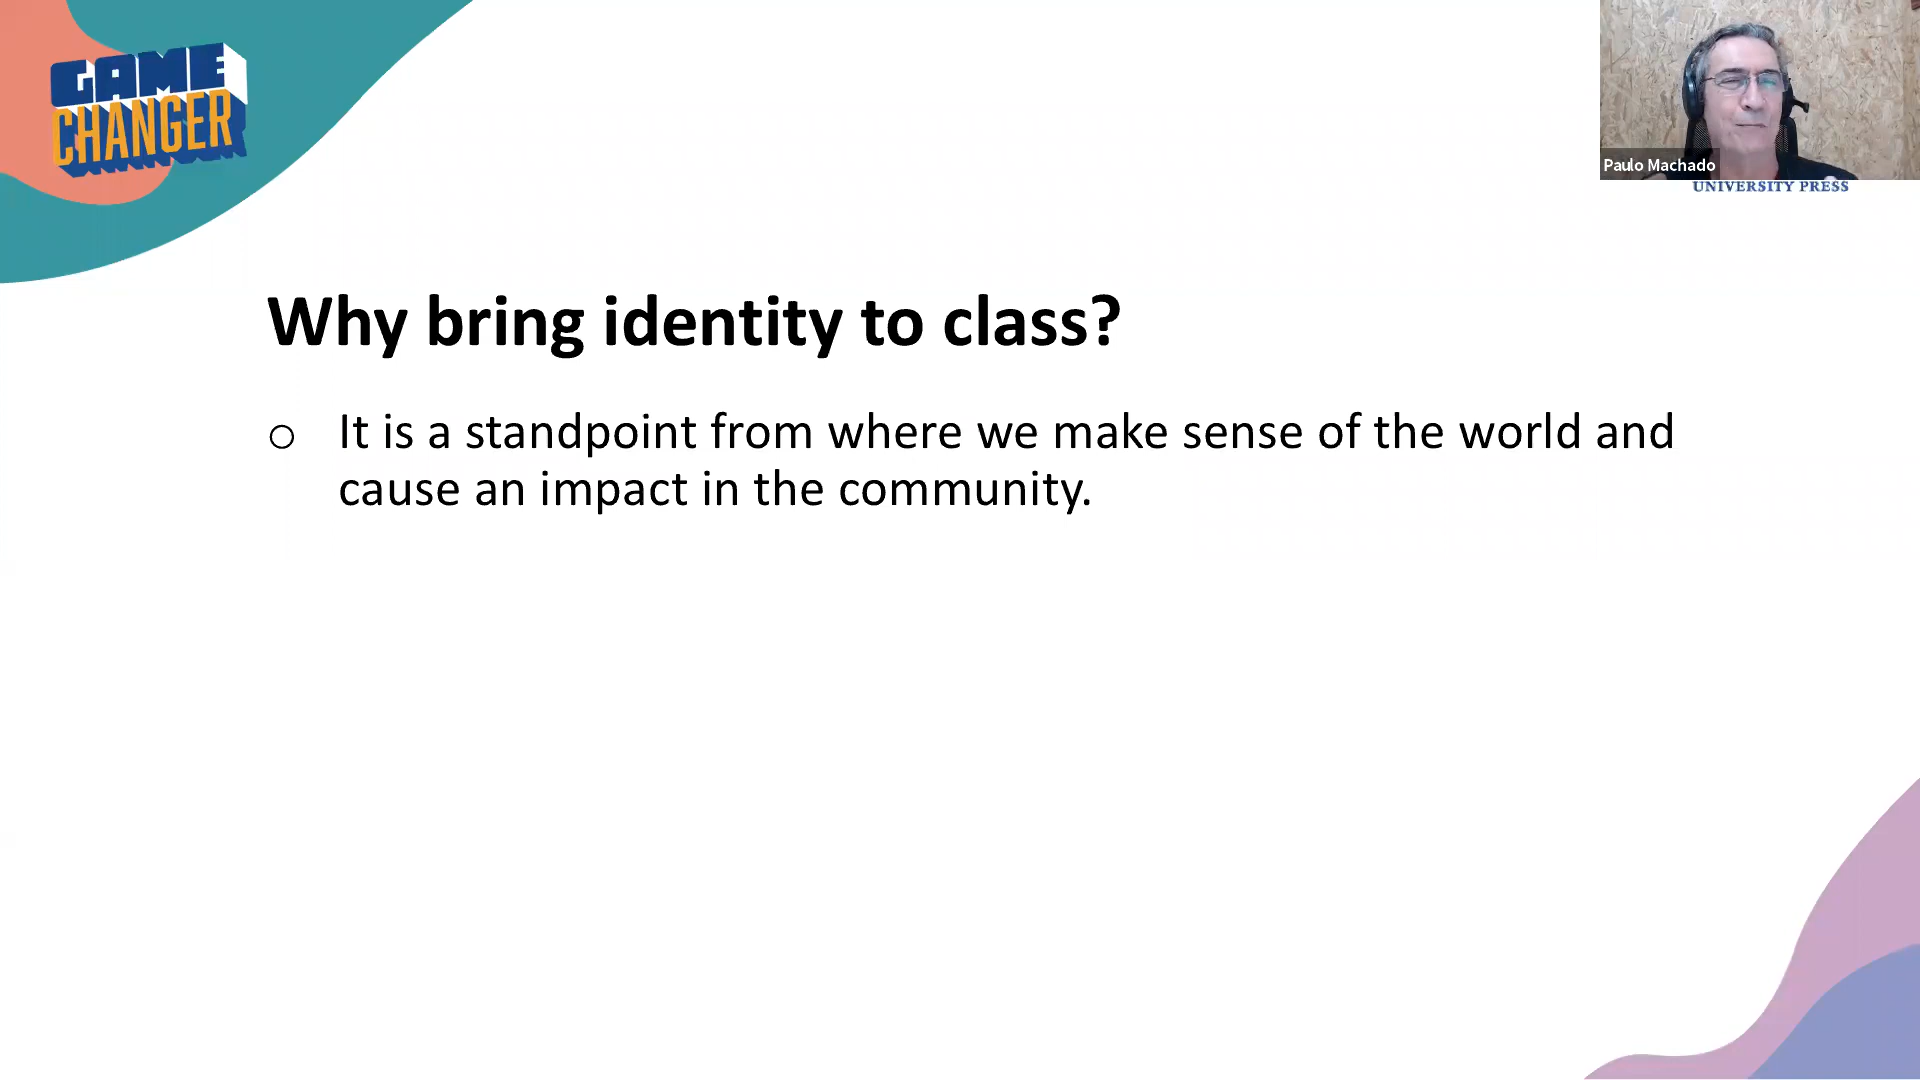 GAME
CHANGER
Paulo Machado
UNIVERSITY PRESS
Why bring identity to class?
o It is a standpoint from where we make sense of the world and
cause an impact in the community.